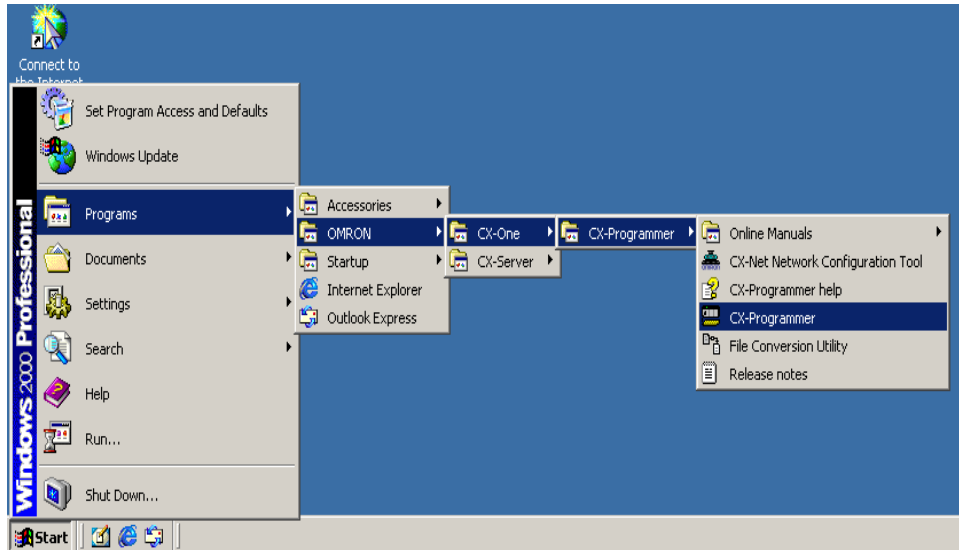 Connect to
the Internet
Set Program Access and Defaults
Windows Update
Programs
Documents
Settings
Search
Help
Run...
Shut Down...
Windows 2000 Professional
Accessories
OMRON
Startup
Internet Explorer
Outlook Express
CX-One
CX-Server
CX-Programmer
Online Manuals
CX-Net Network Configuration Tool
CX-Programmer help
CX-Programmer
File Conversion Utility
Release notes
Start